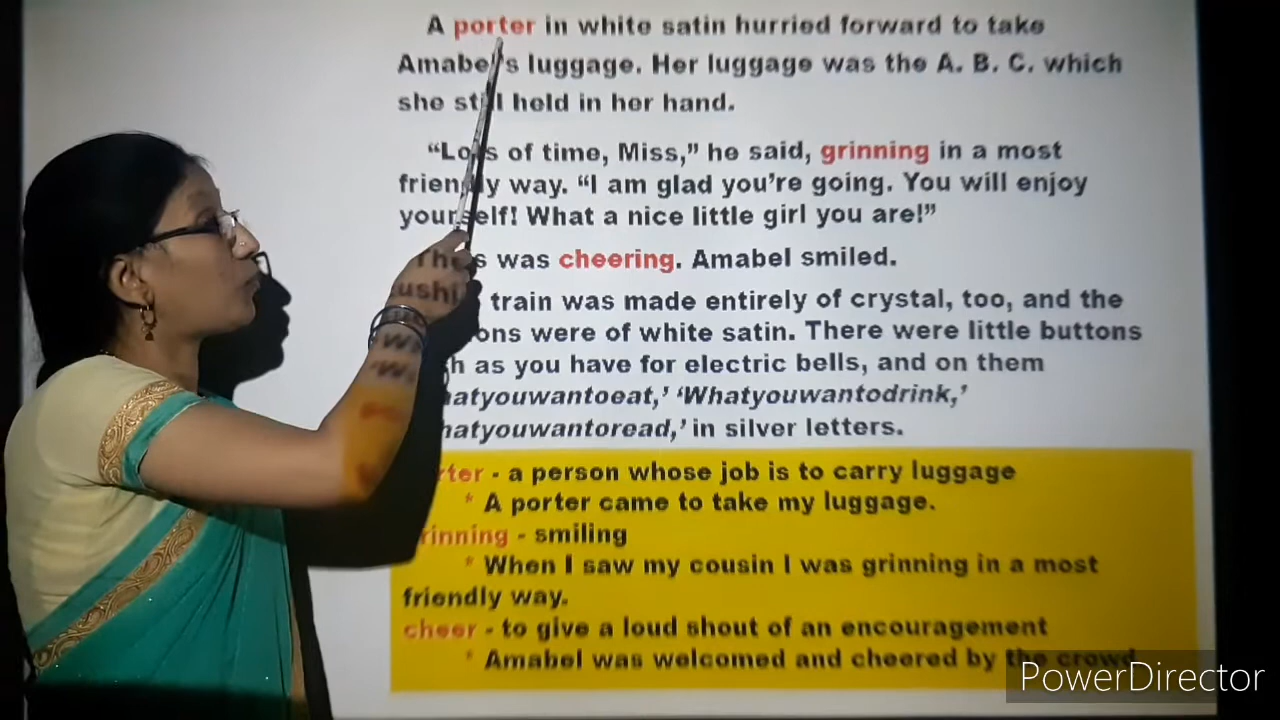 A porter in white satin hurried forward to take
Amabel's luggage. Her luggage was the A. B. C. which
she still held in her hand.
“Lots of time, Miss,” he said, grinning in a most
friendly way. “I am glad you’re going. You will enjoy
yourself! What a nice little girl you are!”
was cheering. Amabel smiled.
train was made entirely of crystal, too, and the
were of white satin. There were little buttons
as you have for electric bells, and on them
‘Whatyouwantodrink,’
in silver letters.
- a person whose job is to carry luggage
* A porter came to take my luggage.
grinning - smiling
* When I saw my cousin I was grinning in a most
friendly way.
cheer - to give a loud shout of an encouragement
* Amabel was welcomed and cheered by the crowd
PowerDirector